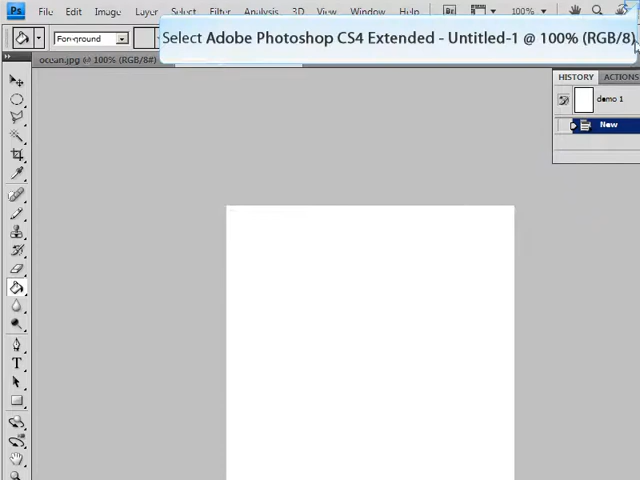 Ps File Edit Image Layer Select Filter Analysis 3D View Window Help Br 100%
Select Adobe Photoshop CS4 Extended - Untitled-1 @ 100% (RGB/8)
Foreground
ocean.jpg @ 100% (RGB/8#)
HISTORY ACTIONS
demo 1
New
T